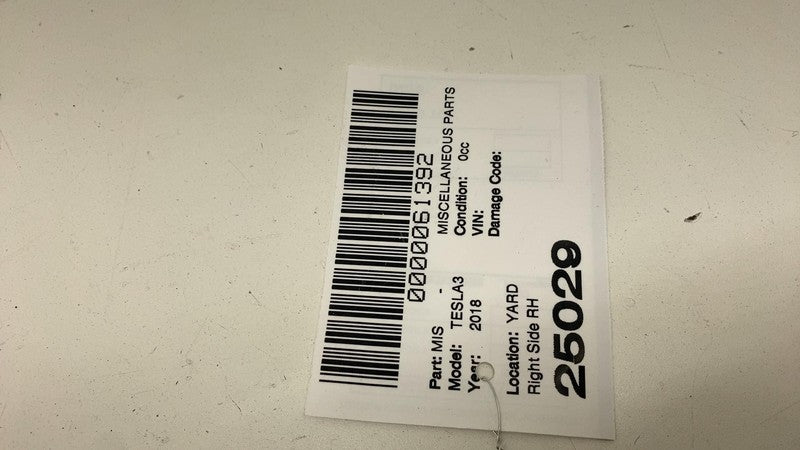 0000061392
Part: MIS - MISCELLANEOUS PARTS
Model: TESLA3 Condition: 0cc
Year: 2018 VIN:
Damage Code:
Location: YARD
Right Side RH
25029